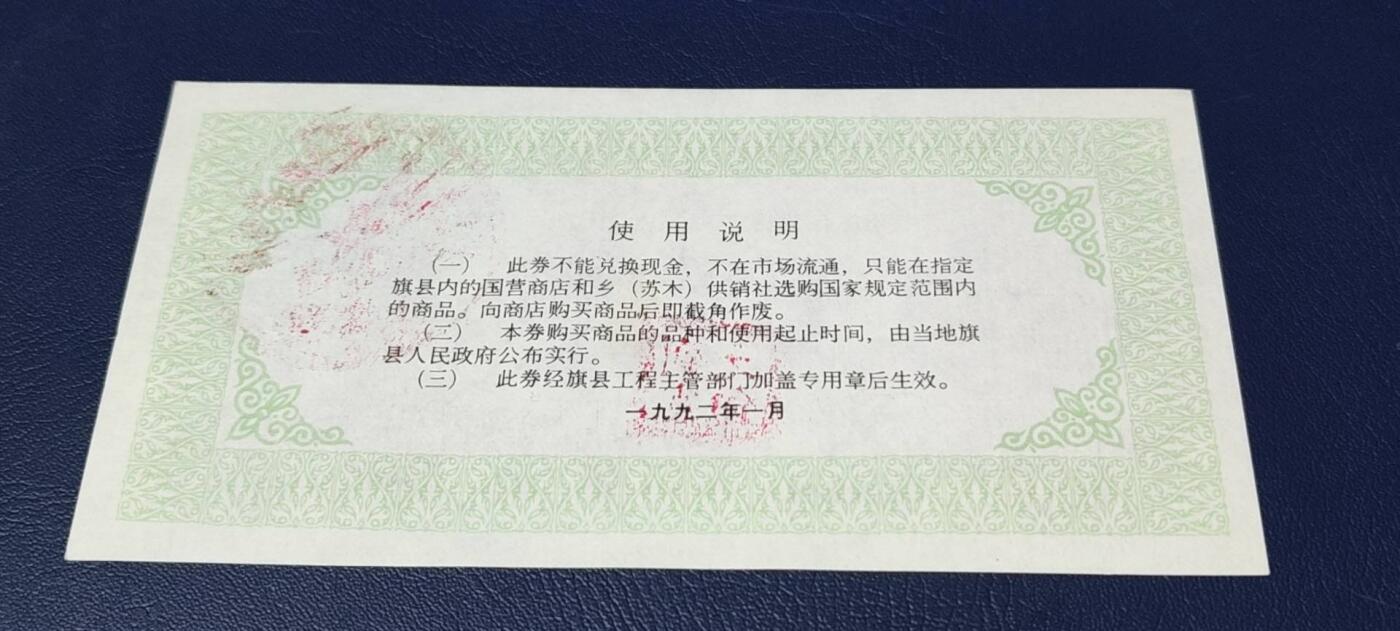 使用说明
（一） 此券不能兑换现金，不在市场流通，只能在指定
旗县内的国营商店和乡（苏木）供销社选购国家规定范围内
的商品。向商店购买商品后即截角作废。
（二） 本券购买商品的品种和使用起止时间，由当地旗
县人民政府公布实行。
（三） 此券经旗县工程主管部门加盖专用章后生效。
一九九二年一月